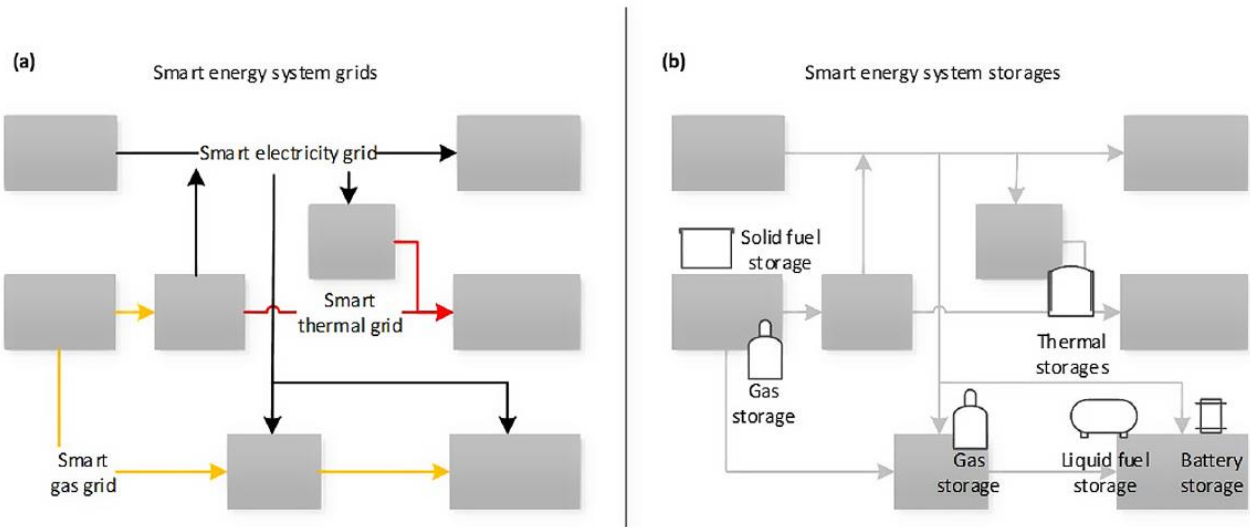 (a)
Smart energy system grids
Smart electricity grid
Smart
thermal grid
Smart
gas grid
(b)
Smart energy system storages
Solid fuel
storage
Gas
storage
Thermal
storages
Gas
storage
Liquid fuel
storage
Battery
storage